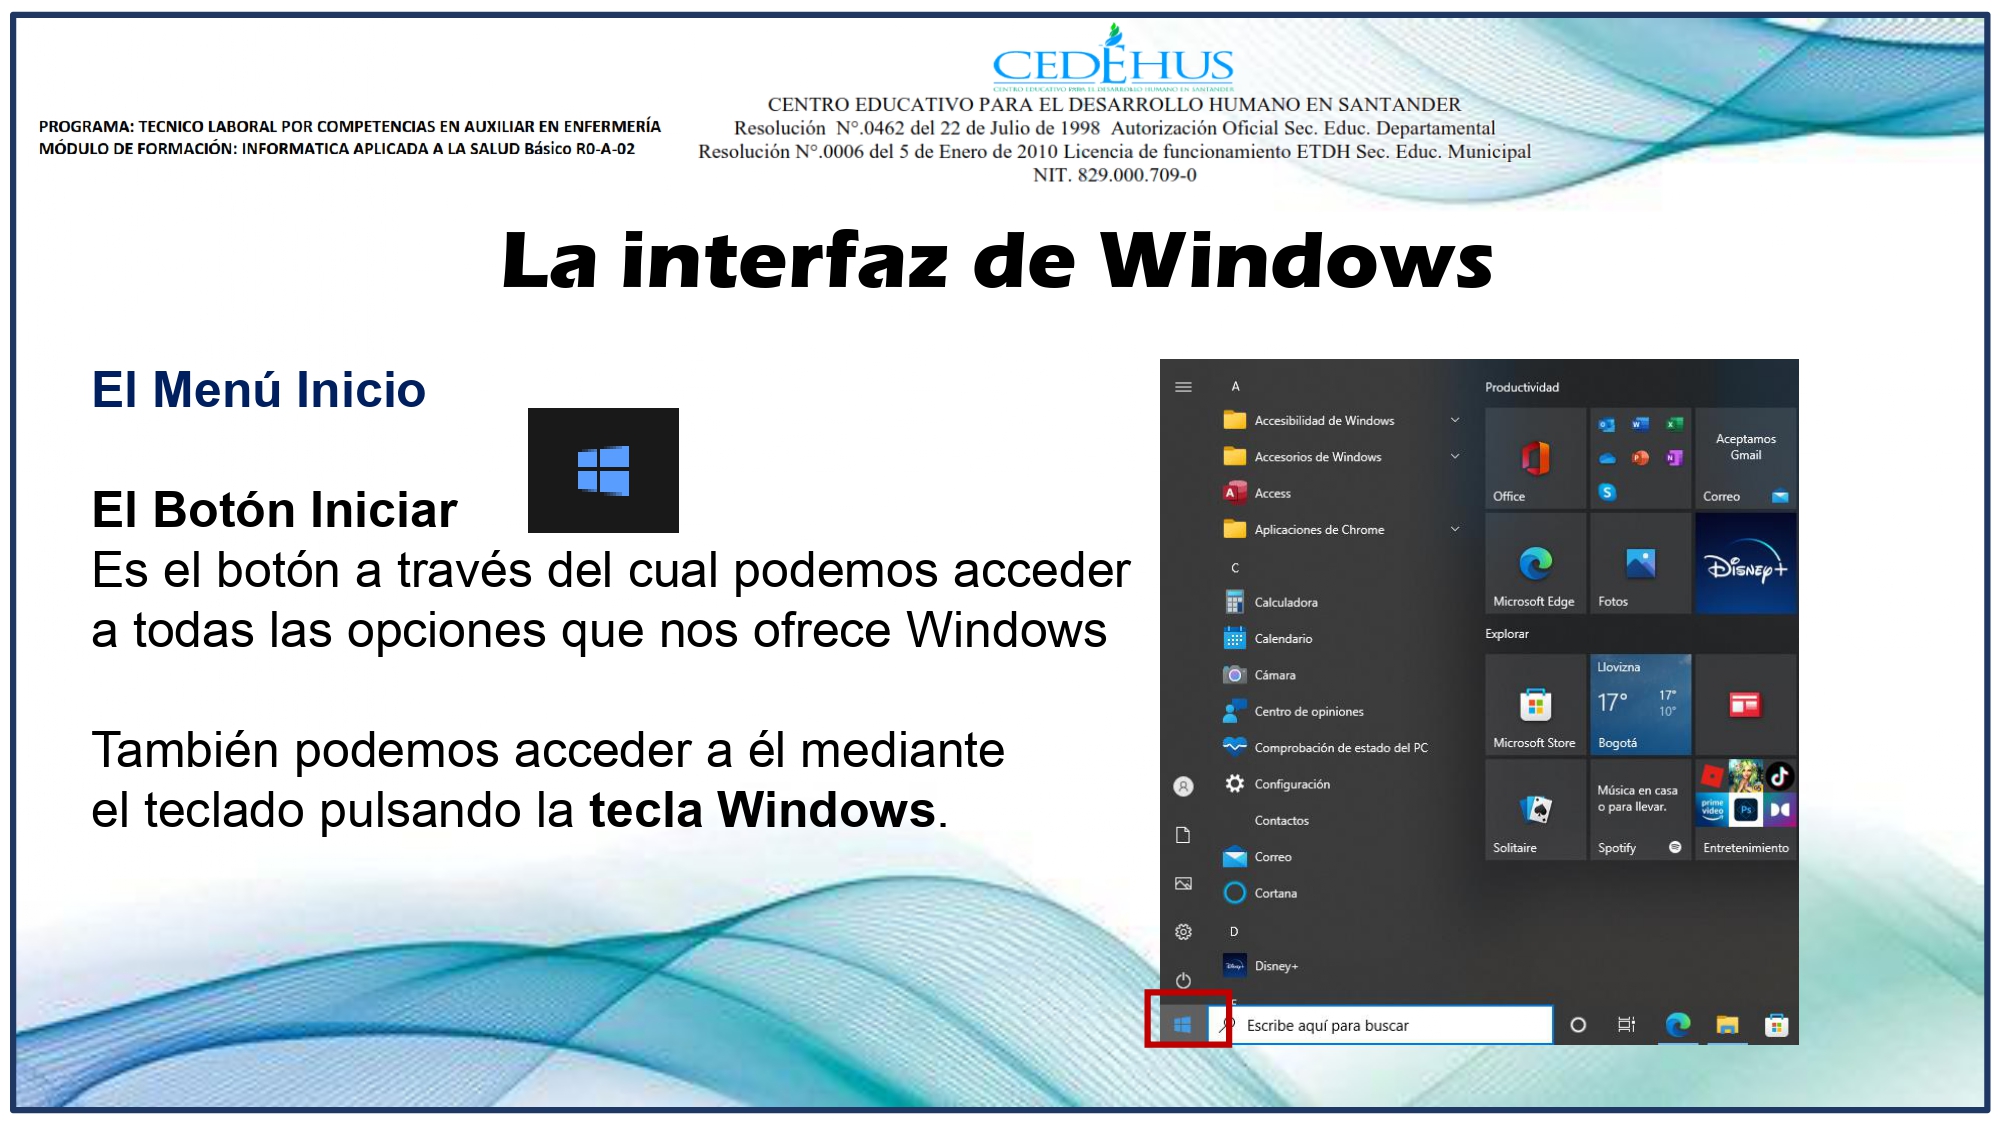 CEDEHUS
CENTRO EDUCATIVO PARA EL DESARROLLO HUMANO EN SANTANDER
CENTRO EDUCATIVO PARA EL DESARROLLO HUMANO EN SANTANDER
Resolución N°.0462 del 22 de Julio de 1998 Autorización Oficial Sec. Educ. Departamental
Resolución N°.0006 del 5 de Enero de 2010 Licencia de funcionamiento ETDH Sec. Educ. Municipal
NIT. 829.000.709-0
PROGRAMA: TECNICO LABORAL POR COMPETENCIAS EN AUXILIAR EN ENFERMERÍA
MÓDULO DE FORMACIÓN: INFORMATICA APLICADA A LA SALUD Básico R0-A-02
La interfaz de Windows
El Menú Inicio
El Botón Iniciar
Es el botón a través del cual podemos acceder
a todas las opciones que nos ofrece Windows
También podemos acceder a él mediante
el teclado pulsando la tecla Windows.
A
Accesibilidad de Windows
Accesorios de Windows
Access
Aplicaciones de Chrome
C
Calculadora
Calendario
Cámara
Centro de opiniones
Comprobación de estado del PC
Configuración
Contactos
Correo
Cortana
D
Disney+
Escribe aquí para buscar
Productividad
Office
Aceptamos
Gmail
Correo
Microsoft Edge
Fotos
Disney+
Explorar
Microsoft Store
Llovizna
17°
17°
10°
Bogotá
Solitaire
Música en casa
o para llevar.
Spotify
prime
video
Ps
Entretenimiento